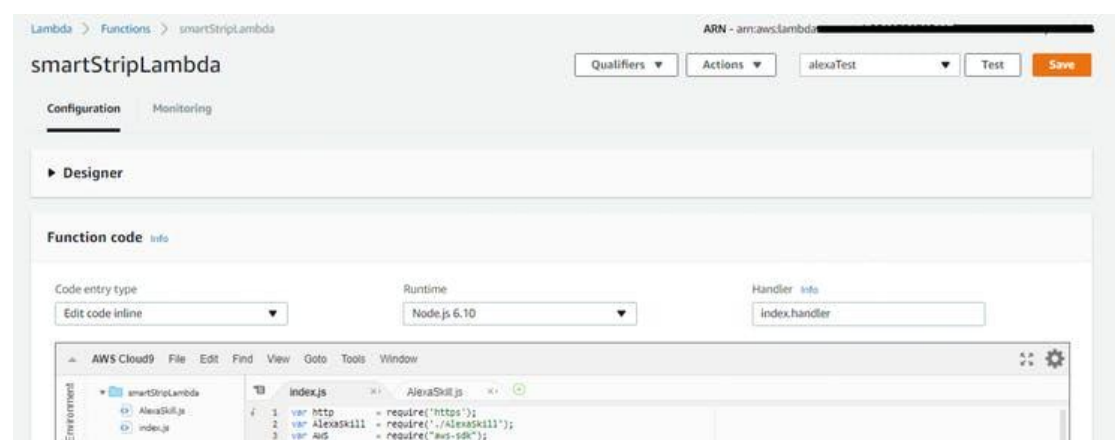 Lambda > Functions > smartStripLambda ARN - arn:aws:lambda
smartStripLambda Qualifiers ▼ Actions ▼ alexaTest ▼ Test Save
Configuration Monitoring
▶ Designer
Function code Info
Code entry type Runtime Handler Info
Edit code inline ▼ Node.js 6.10 ▼ index.handler
AWS Cloud9 File Edit Find View Goto Tools Window
Environment
smartStripLambda index.js AlexaSkill.js
AlexaSkill.js i 1 var http = require('https');
index.js 2 var AlexaSkill = require('./AlexaSkill');
3 var AWS = require("aws-sdk");